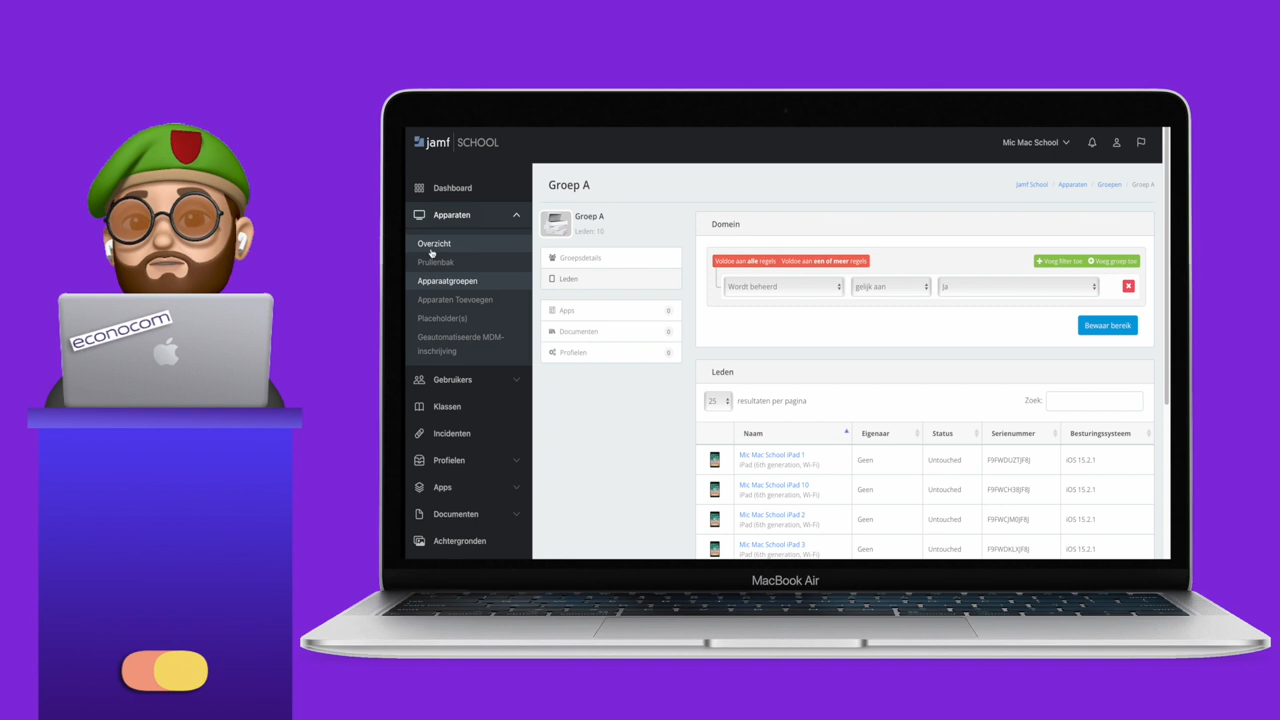 econocom
jamf | SCHOOL
Mic Mac School
Dashboard
Apparaten
Overzicht
Prullenbak
Apparaatgroepen
Apparaten Toevoegen
Placeholder(s)
Geautomatiseerde MDM-
inschrijving
Gebruikers
Klassen
Incidenten
Profielen
Apps
Documenten
Achtergronden
Groep A
Jamf School / Apparaten / Groepen / Groep A
Groep A
Leden: 10
Groepsdetails
Leden
Apps 0
Documenten 0
Profielen 0
Domein
Voldoe aan alle regels Voldoe aan een of meer regels
Voeg filter toe Voeg groep toe
Wordt beheerd gelijk aan Ja
Bewaar bereik
Leden
25 resultaten per pagina Zoek:
Naam Eigenaar Status Serienummer Besturingssysteem
Mic Mac School iPad 1
iPad (6th generation, Wi-Fi) Geen Untouched F9FWDUZTJF8J iOS 15.2.1
Mic Mac School iPad 10
iPad (6th generation, Wi-Fi) Geen Untouched F9FWCH38JF8J iOS 15.2.1
Mic Mac School iPad 2
iPad (6th generation, Wi-Fi) Geen Untouched F9FWCJM0JF8J iOS 15.2.1
Mic Mac School iPad 3
iPad (6th generation, Wi-Fi) Geen Untouched F9FWDKLXJF8J iOS 15.2.1
MacBook Air